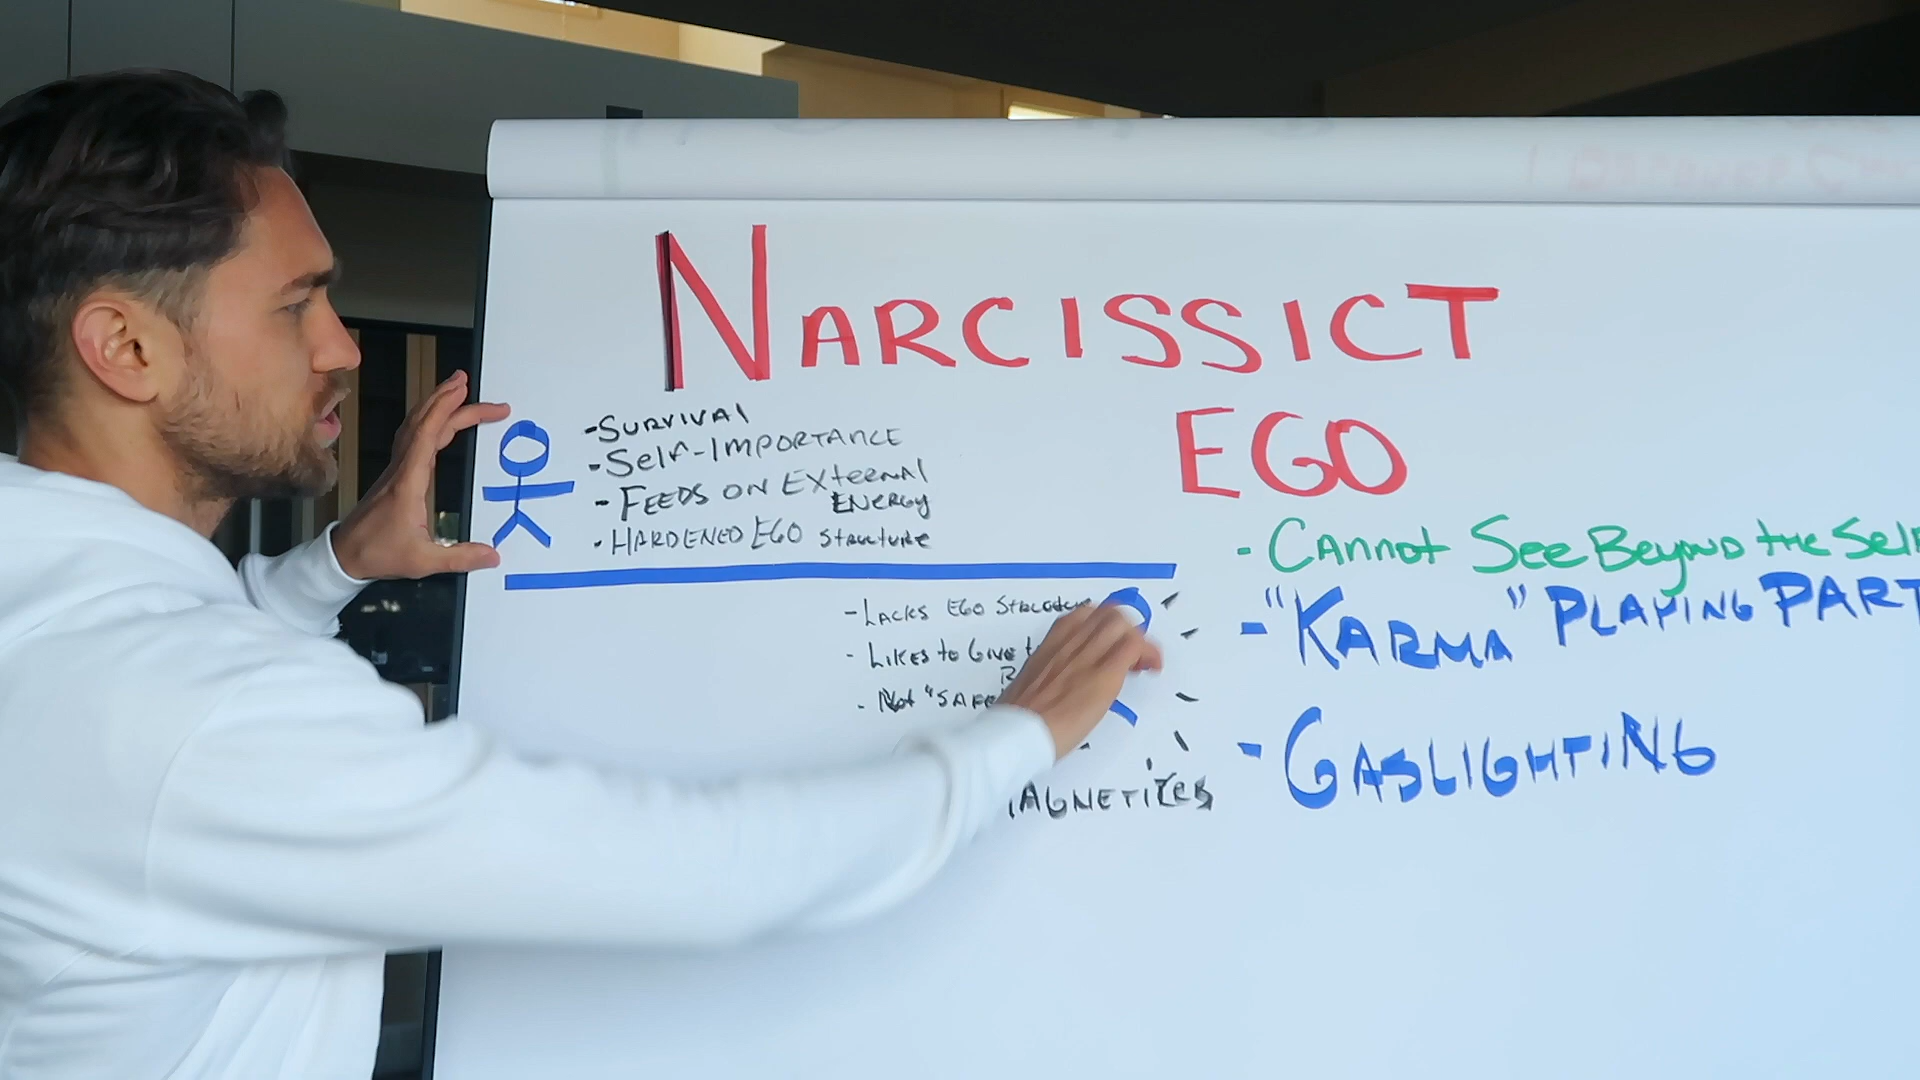 NARCISSICT
EGO
-SURVIVAL
-Self-IMPORTANCE
-FEEDS ON EXternal
ENERGY
-HARDENED EGO structure
-LACKS EGO
-LIKES to GIVE
-Not "SAFE
-CANNOT SEE BEYOND the Self
-"KARMA" PLAYING PART
-GASLIGHTING